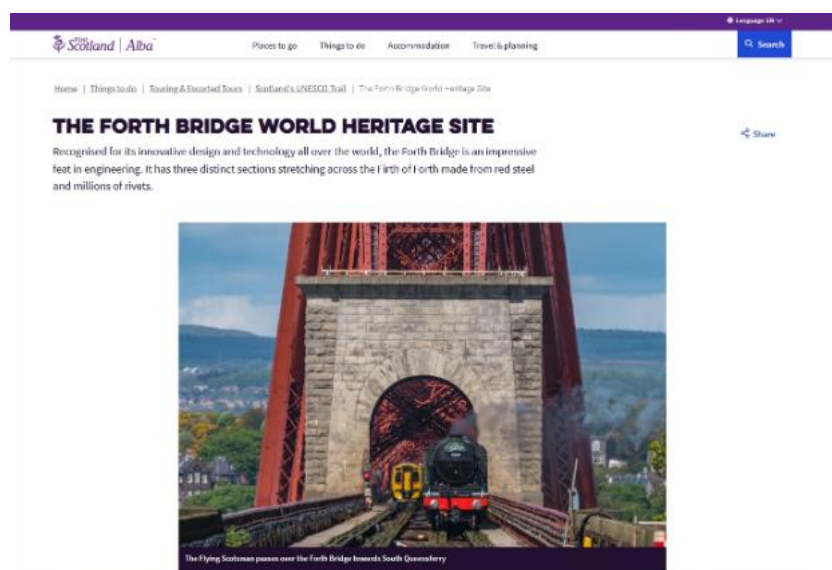 Language EN
Visit Scotland | Alba
Places to go Things to do Accommodation Travel & planning
Search
Home | Things to do | Touring & Escorted Tours | Scotland's UNESCO Trail | The Forth Bridge World Heritage Site
THE FORTH BRIDGE WORLD HERITAGE SITE
Share
Recognised for its innovative design and technology all over the world, the Forth Bridge is an impressive
feat in engineering. It has three distinct sections stretching across the Firth of Forth made from red steel
and millions of rivets.
The Flying Scotsman passes over the Forth Bridge towards South Queensferry